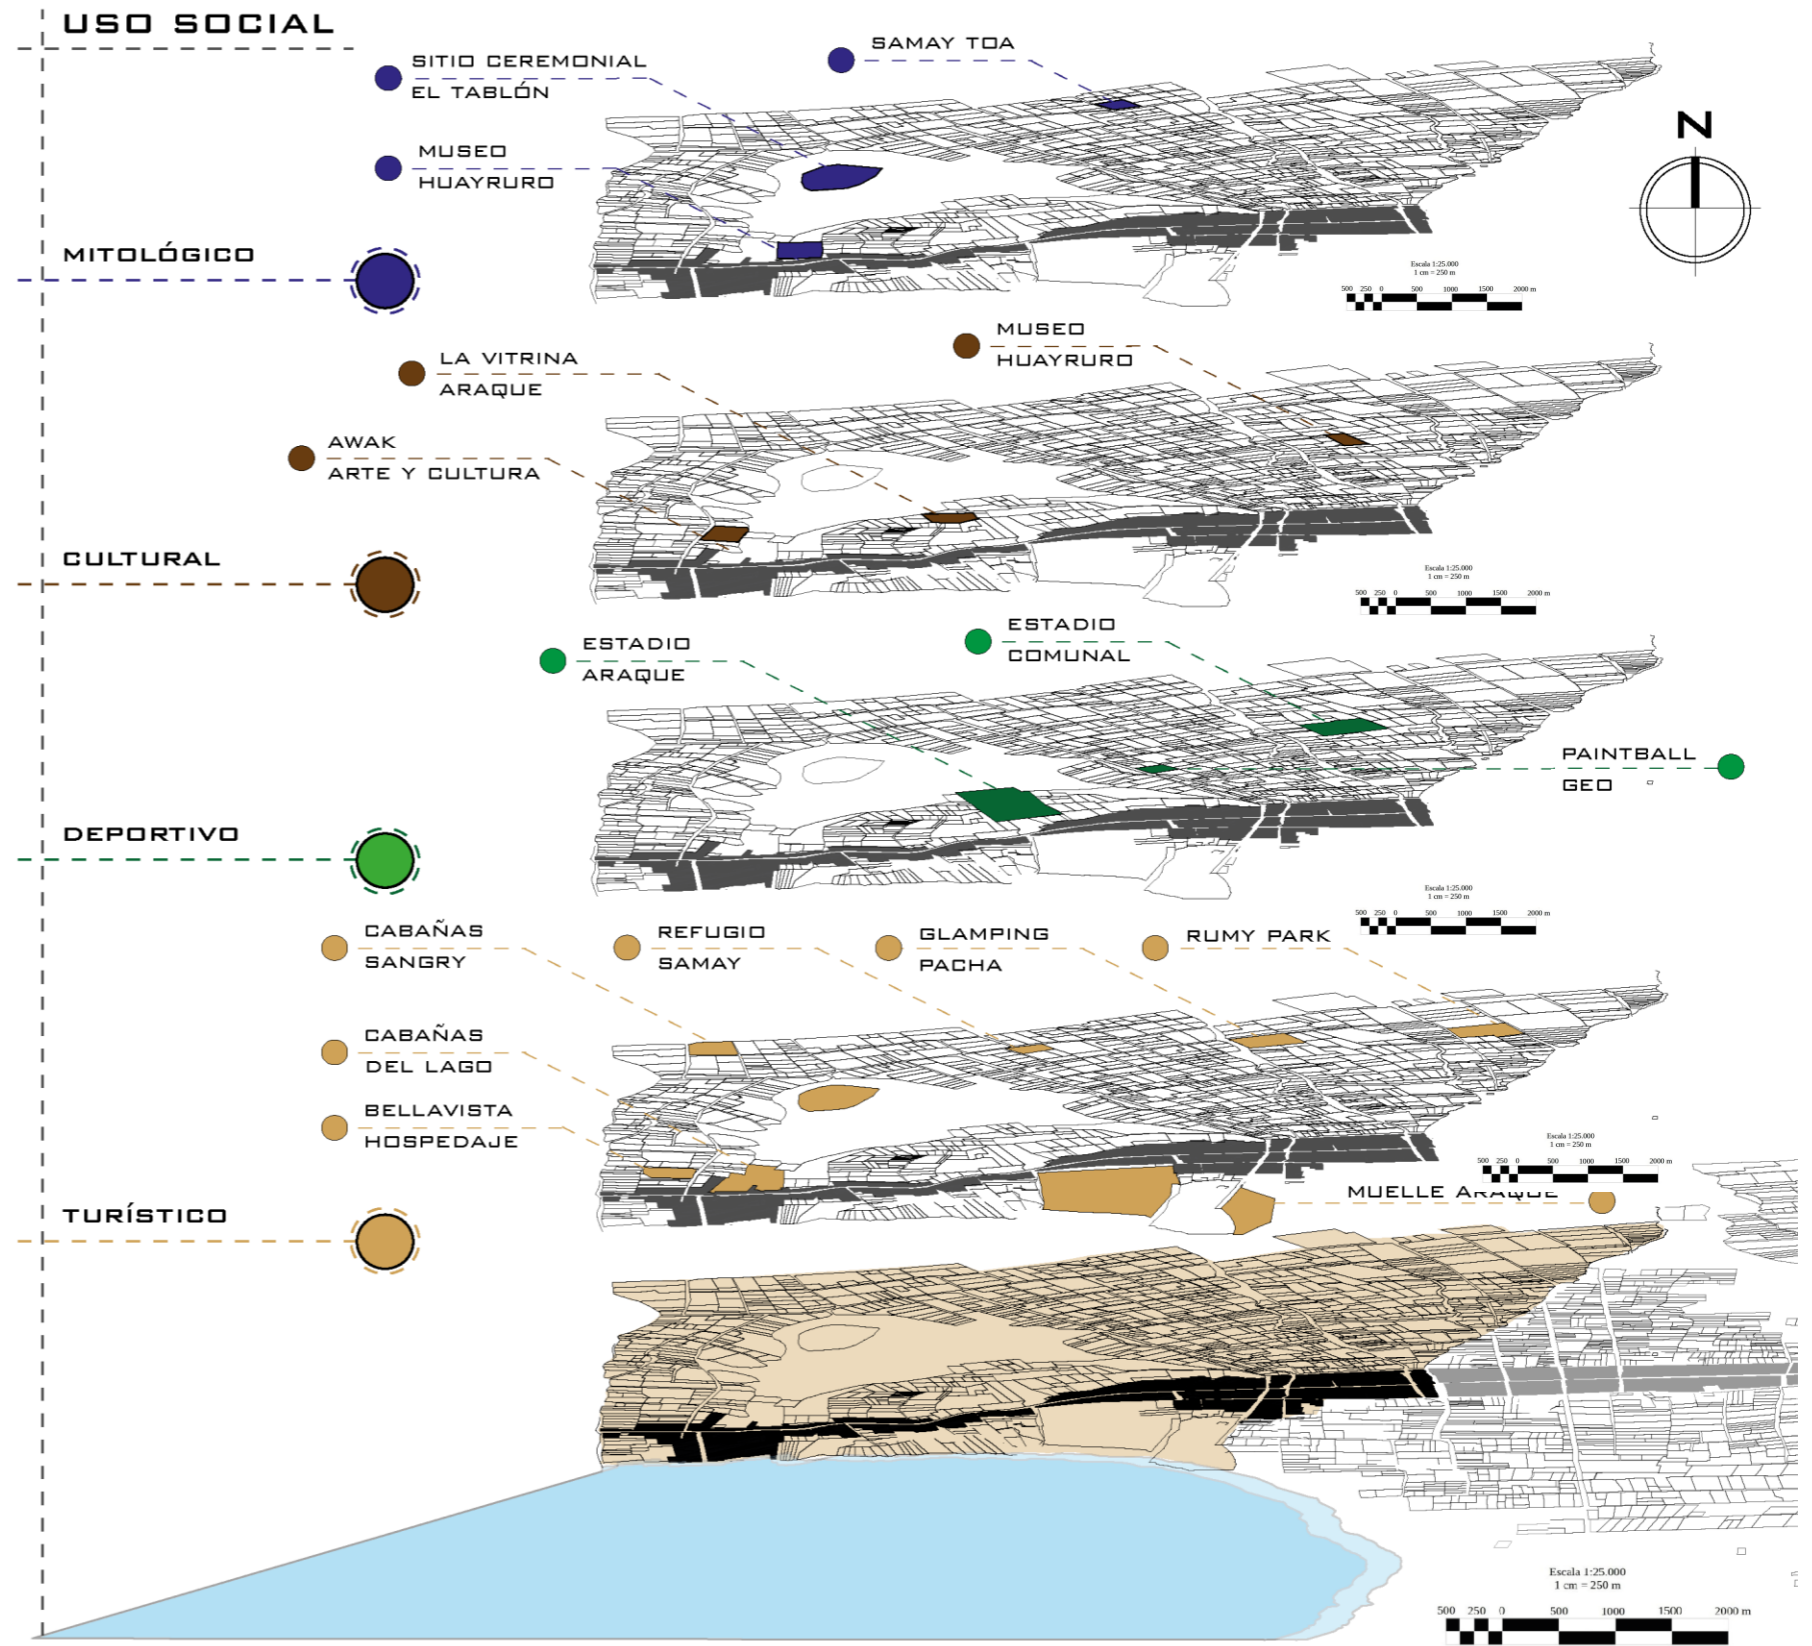 USO SOCIAL
SITIO CEREMONIAL
EL TABLÓN
SAMAY TOA
MUSEO
HUAYRURO
N
MITOLÓGICO
Escala 1:25.000
1 cm = 250 m
500 250 0 500 1000 1500 2000 m
LA VITRINA
ARAQUE
MUSEO
HUAYRURO
AWAK
ARTE Y CULTURA
CULTURAL
Escala 1:25.000
1 cm = 250 m
500 250 0 500 1000 1500 2000 m
ESTADIO
ARAQUE
ESTADIO
COMUNAL
PAINTBALL
GEO
DEPORTIVO
Escala 1:25.000
1 cm = 250 m
500 250 0 500 1000 1500 2000 m
CABAÑAS
SANGRY
REFUGIO
SAMAY
GLAMPING
PACHA
RUMY PARK
CABAÑAS
DEL LAGO
BELLAVISTA
HOSPEDAJE
Escala 1:25.000
1 cm = 250 m
500 250 0 500 1000 1500 2000 m
MUELLE ARAQUE
TURÍSTICO
Escala 1:25.000
1 cm = 250 m
500 250 0 500 1000 1500 2000 m